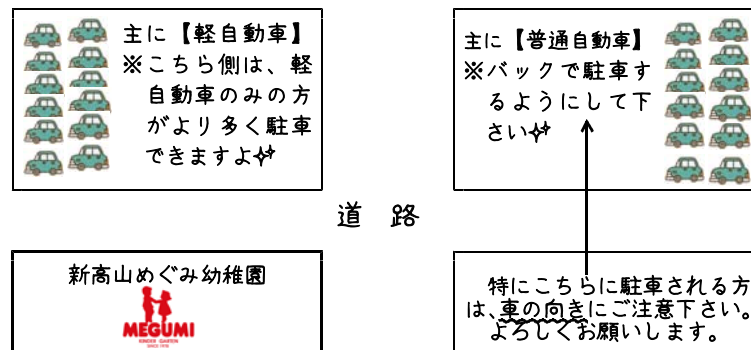 主に【軽自動車】
※こちら側は、軽
自動車のみの方
がより多く駐車
できますよ
主に【普通自動車】
※バックで駐車す
るようにして下
さい
道 路
新高山めぐみ幼稚園
MEGUMI
KINDER GARTEN
特にこちらに駐車される方
は、車の向きにご注意下さい。
よろしくお願いします。